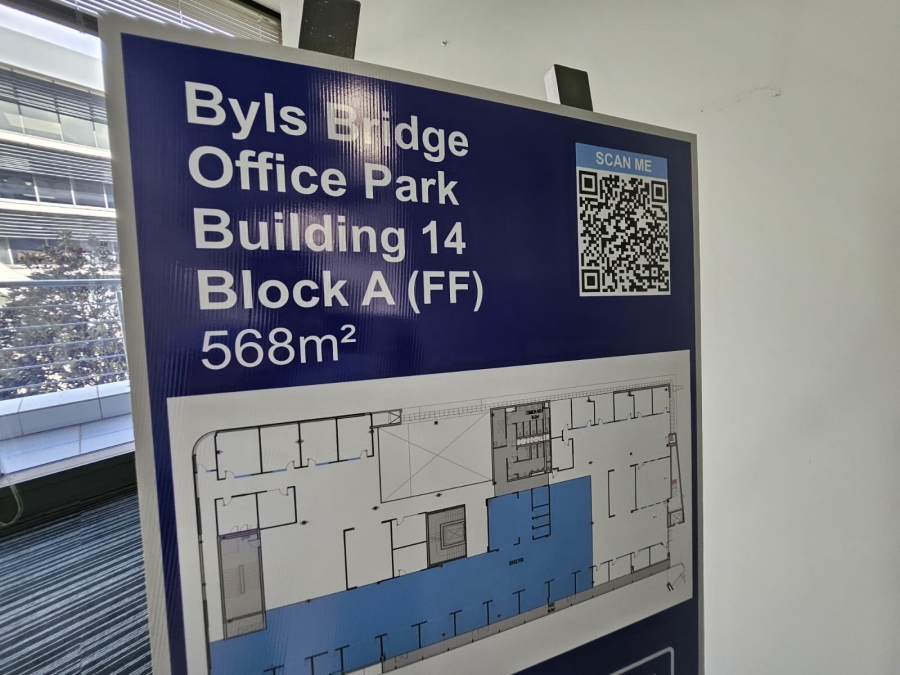 Byls Bridge
Office Park
Building 14
Block A (FF)
568m²
SCAN ME